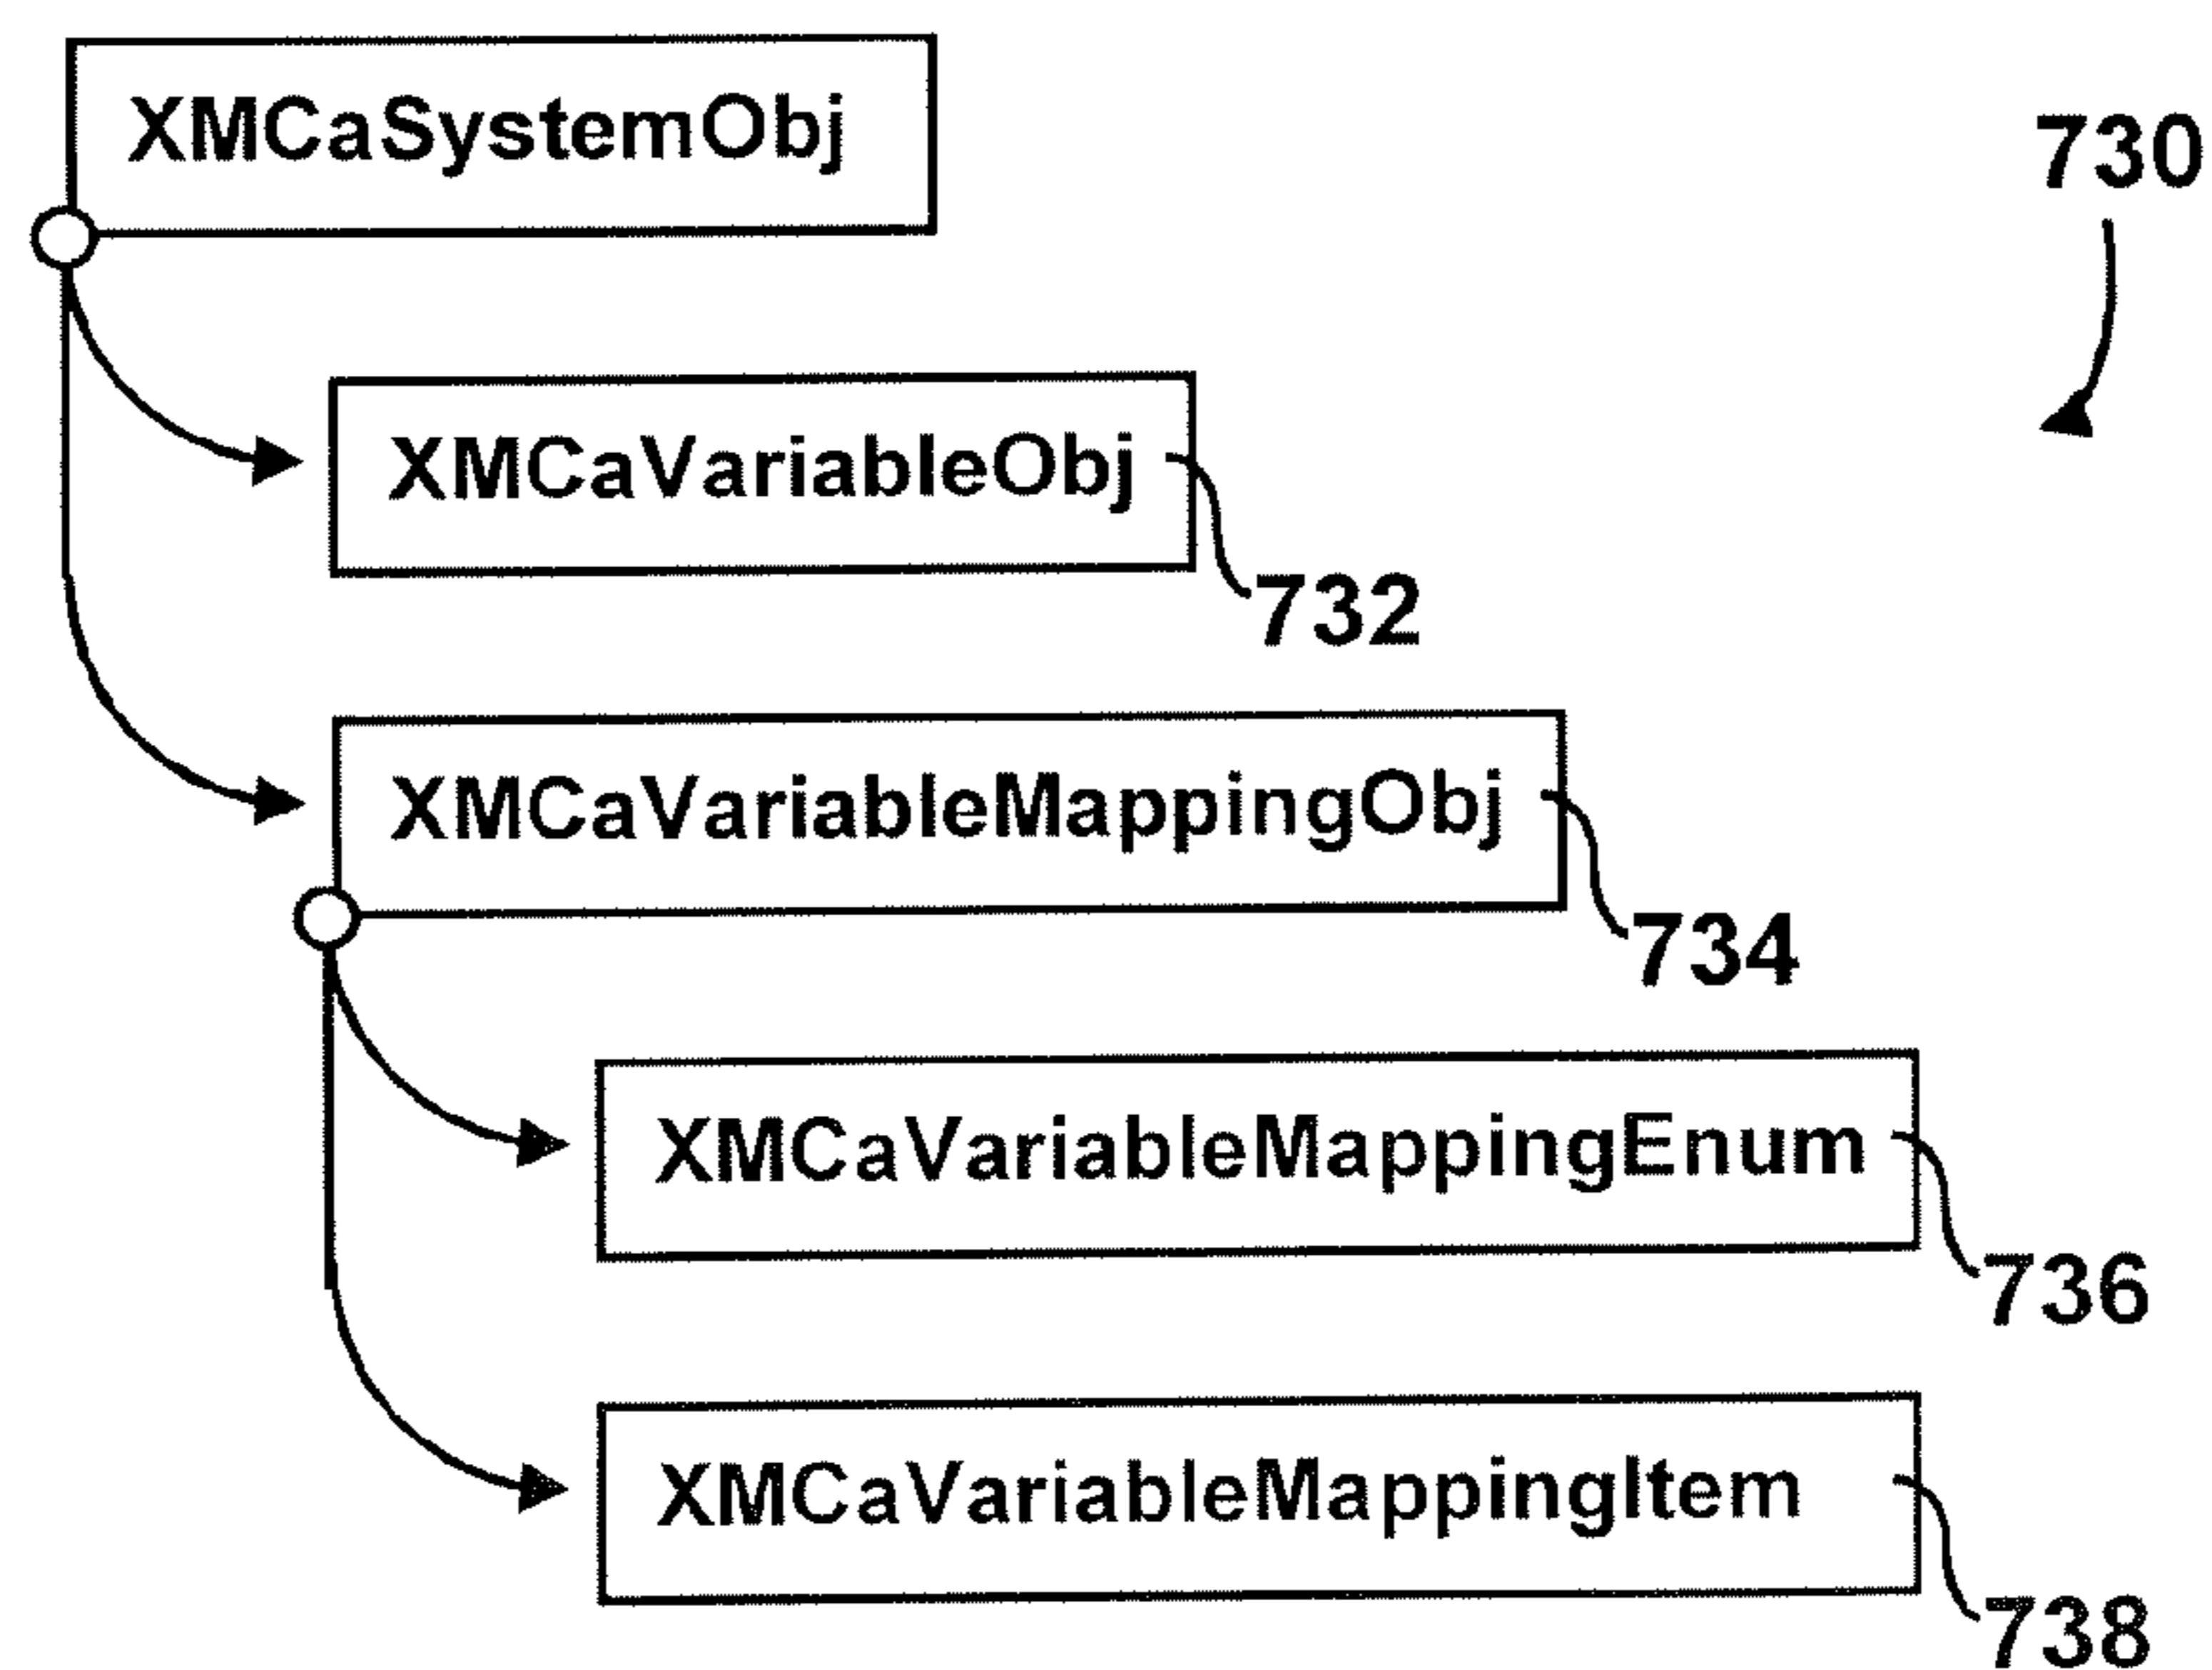 XMCaSystemObj
730
XMCaVariableObj
732
XMCaVariableMappingObj
734
XMCaVariableMappingEnum
736
XMCaVariableMappingItem
738